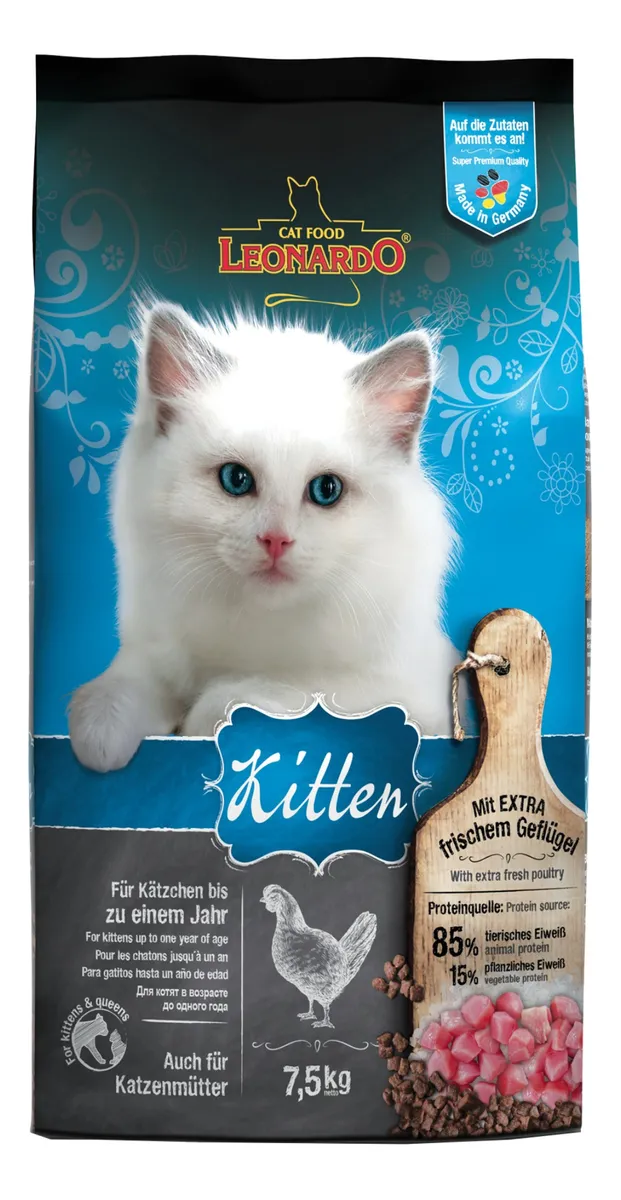 Auf die Zutaten
kommt es an!
Super Premium Quality
Made in Germany
CAT FOOD
LEONARDO®
Kitten
Mit EXTRA
frischem Geflügel
With extra fresh poultry
Proteinquelle: Protein source:
85% tierisches Eiweiß
animal protein
15% pflanzliches Eiweiß
vegetable protein
Für Kätzchen bis
zu einem Jahr
For kittens up to one year of age
Pour les chatons jusqu'à un an
Para gatitos hasta un año de edad
Для котят в возрасте
до одного года
For kittens & queens
Auch für
Katzenmütter
7,5kg
netto